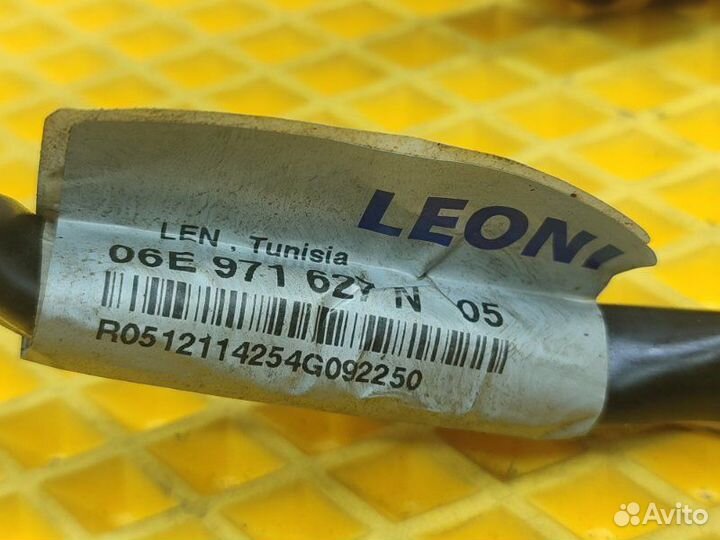 LEONI
LEN , Tunisia
06E 971 627 N 05
R0512114254G092250
Avito